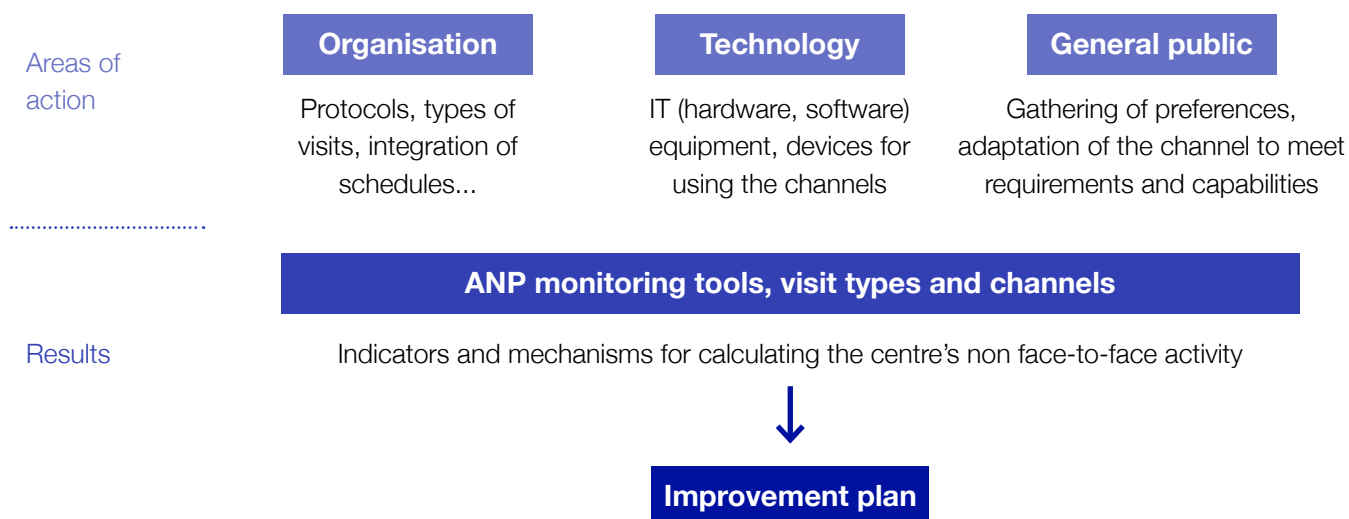 Areas of
action
Organisation
Protocols, types of
visits, integration of
schedules...
Technology
IT (hardware, software)
equipment, devices for
using the channels
General public
Gathering of preferences,
adaptation of the channel to meet
requirements and capabilities
ANP monitoring tools, visit types and channels
Results
Indicators and mechanisms for calculating the centre’s non face-to-face activity
Improvement plan